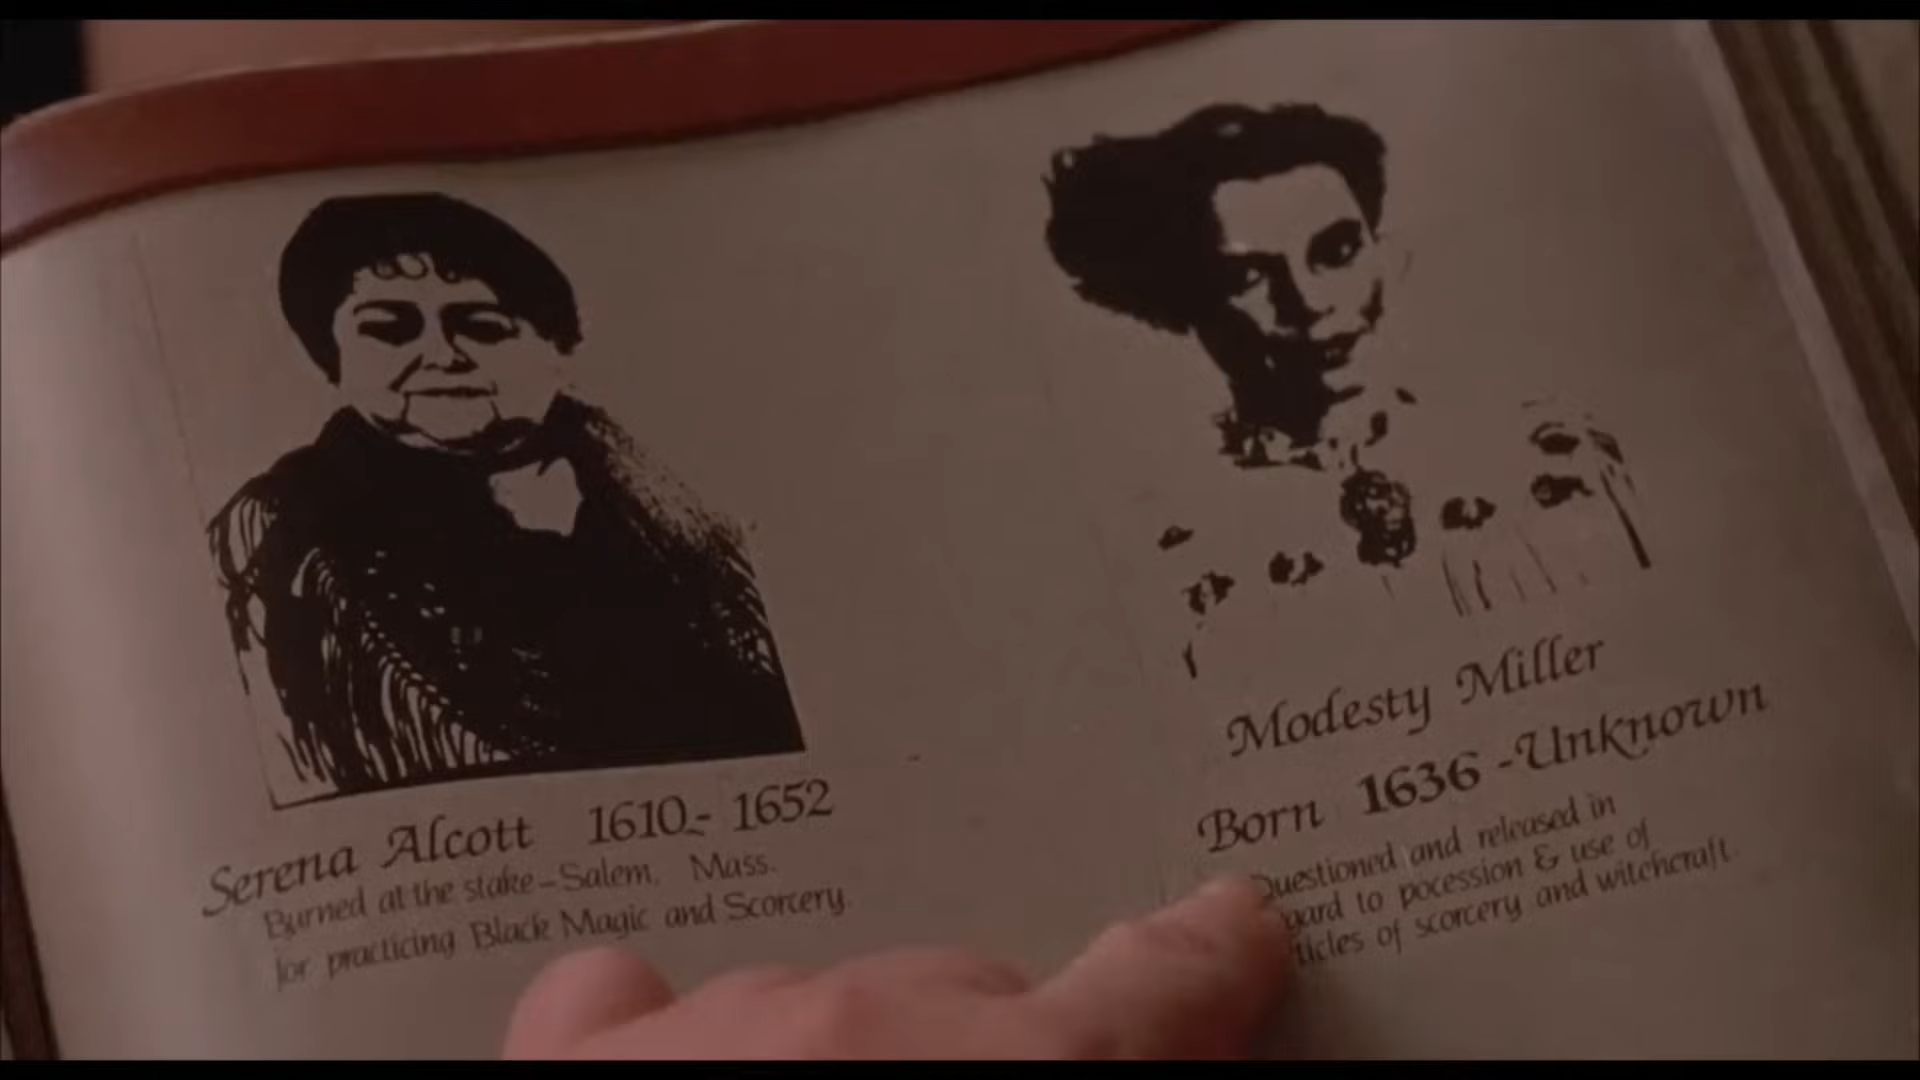 Serena Alcott 1610- 1652
Burned at the stake-Salem, Mass.
for practicing Black Magic and Scorcery.
Modesty Miller
Born 1636 -Unknown
Questioned and released in
to pocession & use of
of scorcery and witchcraft.